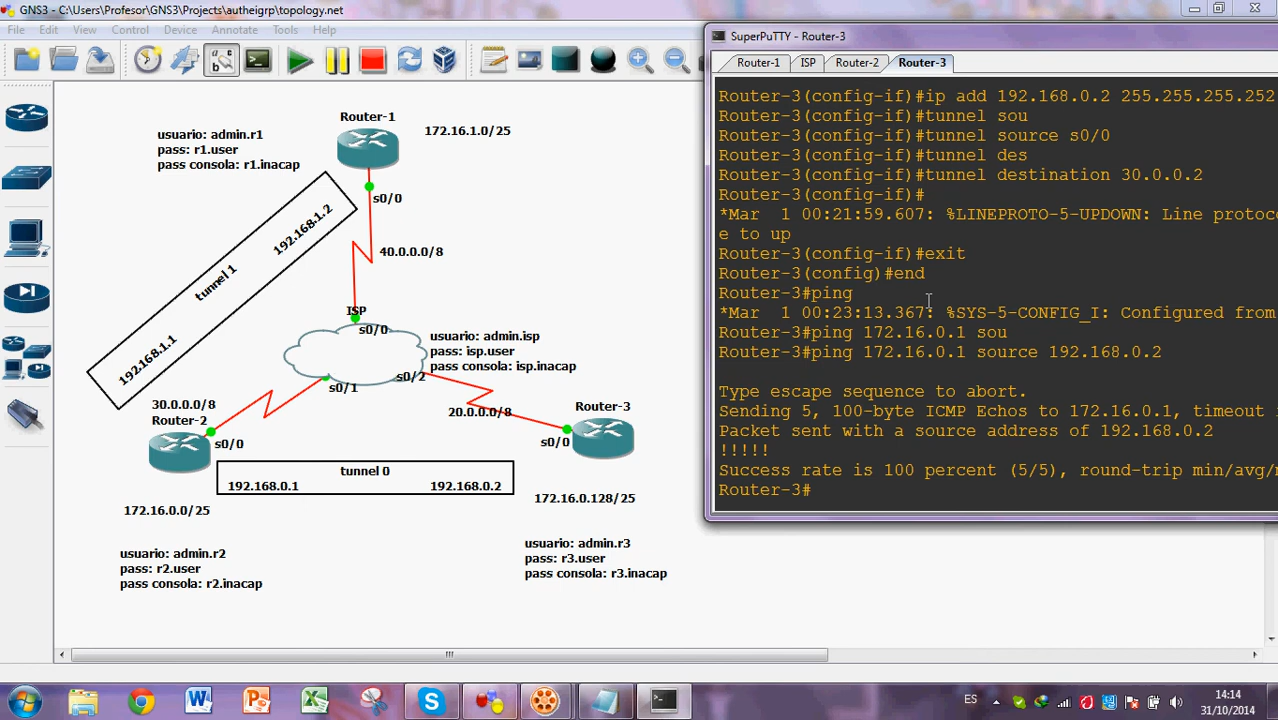 GNS3 - C:\Users\Profesor\GNS3\Projects\autheigrp\topology.net
File Edit View Control Device Annotate Tools Help
Router-1
172.16.1.0/25
usuario: admin.r1
pass: r1.user
pass consola: r1.inacap
s0/0
192.168.1.2
tunnel 1
192.168.1.1
40.0.0.0/8
ISP
s0/0
usuario: admin.isp
pass: isp.user
pass consola: isp.inacap
s0/2
s0/1
30.0.0.0/8
Router-2
s0/0
20.0.0.0/8
Router-3
s0/0
tunnel 0
192.168.0.1 192.168.0.2
172.16.0.0/25
172.16.0.128/25
usuario: admin.r2
pass: r2.user
pass consola: r2.inacap
usuario: admin.r3
pass: r3.user
pass consola: r3.inacap
SuperPuTTY - Router-3
Router-1 ISP Router-2 Router-3
Router-3(config-if)#ip add 192.168.0.2 255.255.255.252
Router-3(config-if)#tunnel sou
Router-3(config-if)#tunnel source s0/0
Router-3(config-if)#tunnel des
Router-3(config-if)#tunnel destination 30.0.0.2
Router-3(config-if)#
*Mar  1 00:21:59.607: %LINEPROTO-5-UPDOWN: Line protoc
e to up
Router-3(config-if)#exit
Router-3(config)#end
Router-3#ping
*Mar  1 00:23:13.367: %SYS-5-CONFIG_I: Configured from
Router-3#ping 172.16.0.1 sou
Router-3#ping 172.16.0.1 source 192.168.0.2
Type escape sequence to abort.
Sending 5, 100-byte ICMP Echos to 172.16.0.1, timeout
Packet sent with a source address of 192.168.0.2
!!!!!
Success rate is 100 percent (5/5), round-trip min/avg/
Router-3#
ES
14:14
31/10/2014